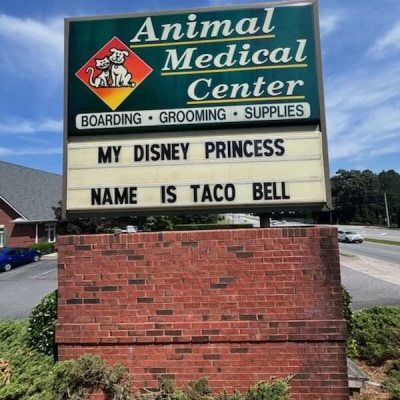 Animal
Medical
Center
BOARDING • GROOMING • SUPPLIES
MY DISNEY PRINCESS
NAME IS TACO BELL